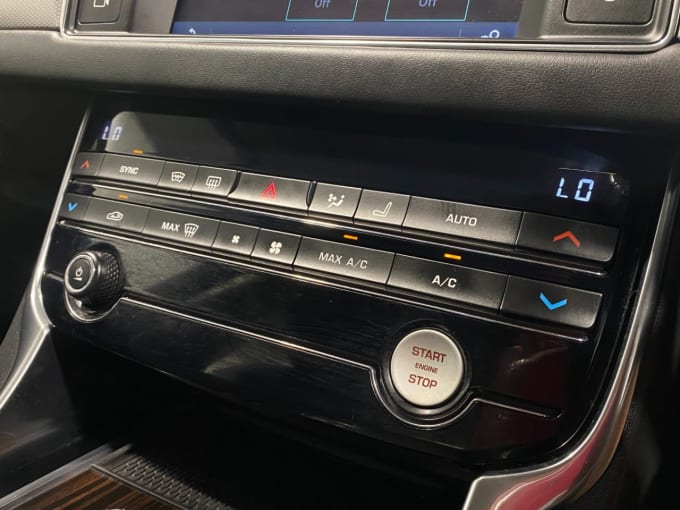 Off Off
LO
LO
SYNC
AUTO
MAX
MAX A/C
A/C
START
ENGINE
STOP